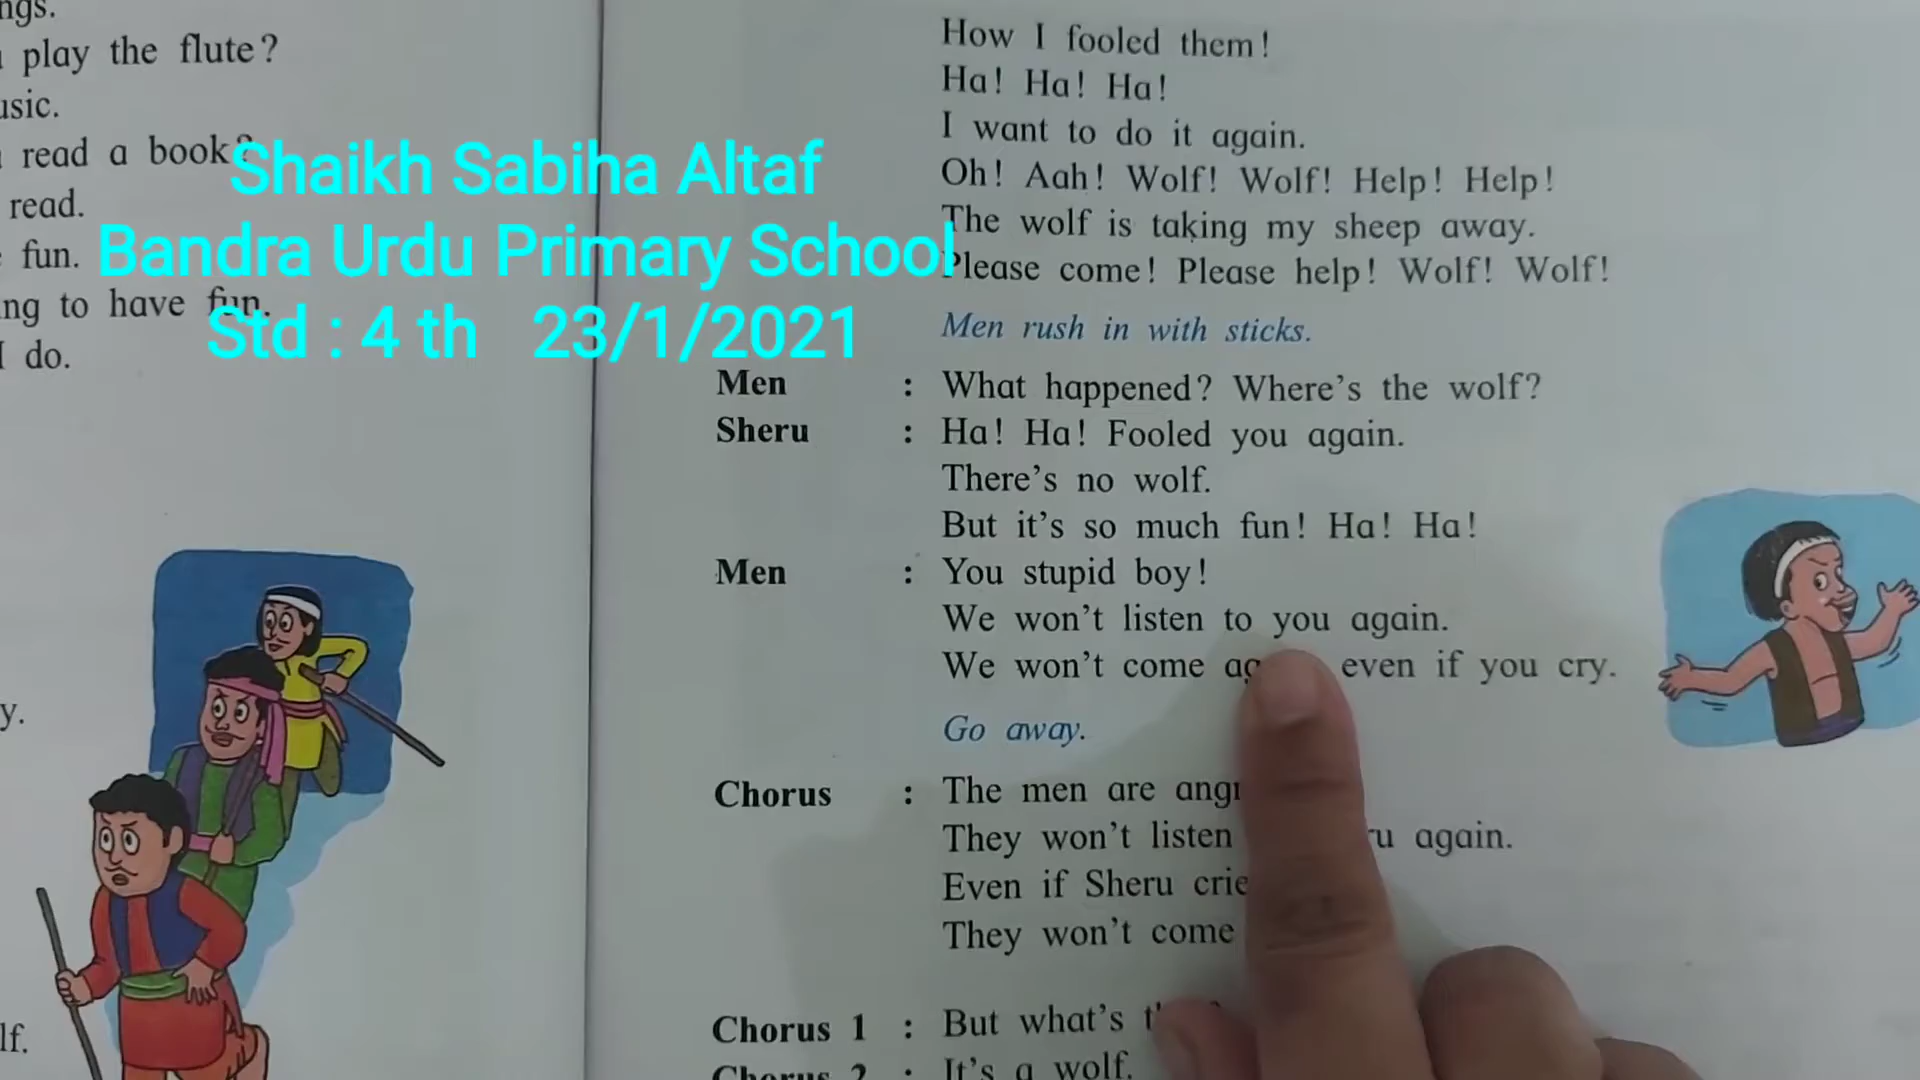 ngs.
play the flute?
usic.
read a book?
read.
fun.
ng to have fun.
I do.
y.
lf.
Shaikh Sabiha Altaf
Bandra Urdu Primary School
Std : 4 th 23/1/2021
How I fooled them!
Ha! Ha! Ha!
I want to do it again.
Oh! Aah! Wolf! Wolf! Help! Help!
The wolf is taking my sheep away.
Please come! Please help! Wolf! Wolf!
Men rush in with sticks.
Men : What happened? Where's the wolf?
Sheru : Ha! Ha! Fooled you again.
There's no wolf.
But it's so much fun! Ha! Ha!
Men : You stupid boy!
We won't listen to you again.
We won't come ag even if you cry.
Go away.
Chorus : The men are ang
They won't listen u again.
Even if Sheru crie
They won't come
Chorus 1 : But what's
Chorus 2 : It's a wolf.